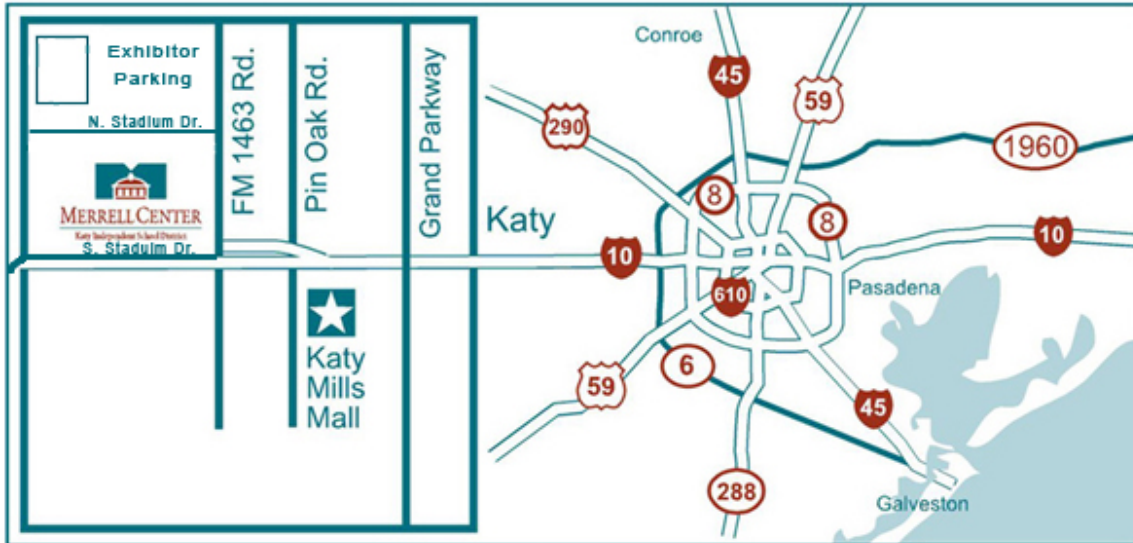 Exhibitor
Parking
N. Stadium Dr.
MERRELL CENTER
Katy Independent School District
S. Staduim Dr.
FM 1463 Rd.
Pin Oak Rd.
Grand Parkway
Katy
Katy
Mills
Mall
Conroe
45
59
290
1960
8
8
10
10
610
Pasadena
6
59
45
288
Galveston